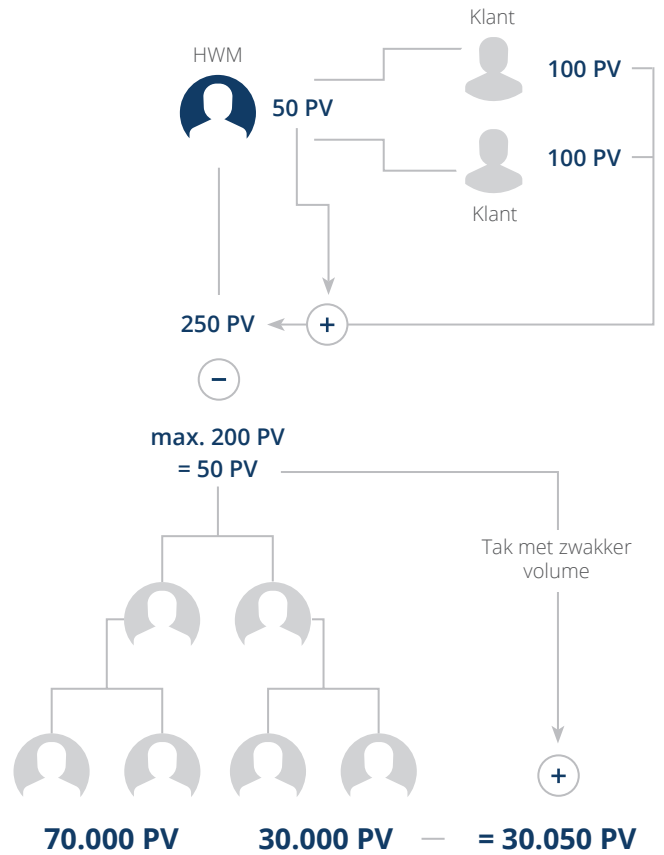 Klant
HWM
100 PV
50 PV
100 PV
Klant
250 PV
+
−
max. 200 PV
= 50 PV
Tak met zwakker
volume
+
70.000 PV 30.000 PV — = 30.050 PV